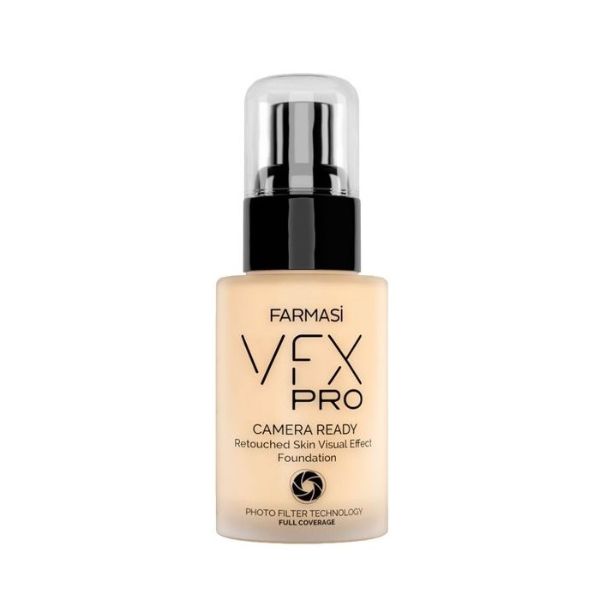 FARMASİ
VFX
PRO
CAMERA READY
Retouched Skin Visual Effect
Foundation
PHOTO FILTER TECHNOLOGY
FULL COVERAGE